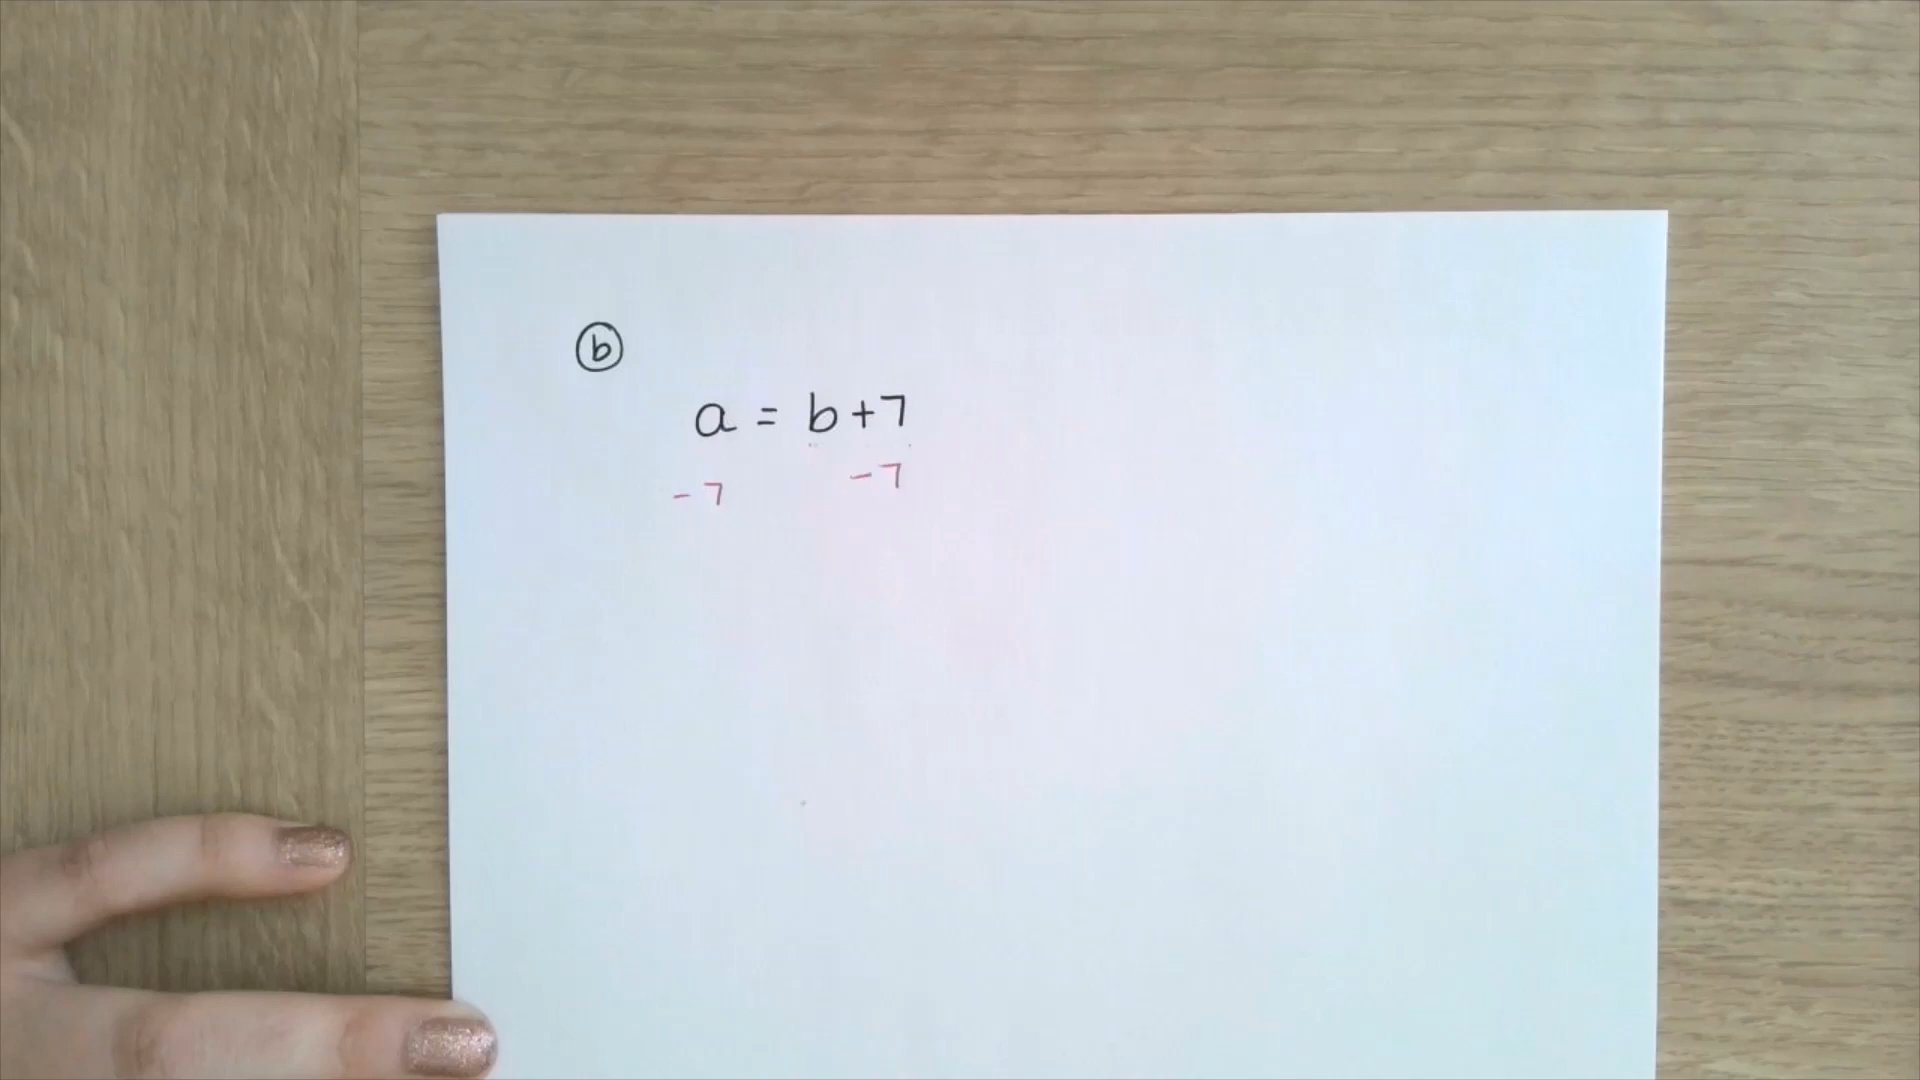 b
a = b + 7
- 7 - 7